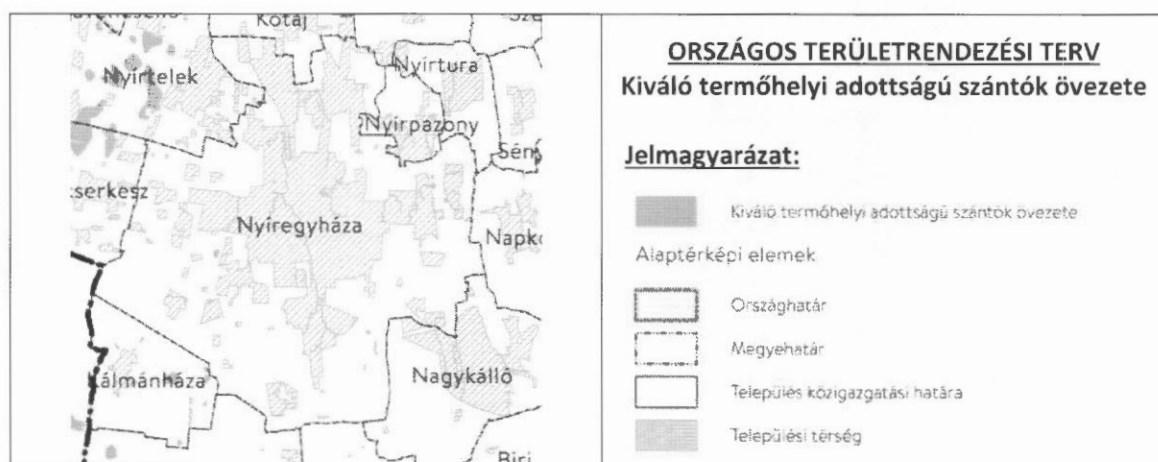 Kótaj
Nyírtelek
Nyírtura
Nyírpazony
Nyíregyháza
Kálmánháza
Nagykálló
Biri
ORSZÁGOS TERÜLETRENDEZÉSI TERV
Kiváló termőhelyi adottságú szántók övezete
Jelmagyarázat:
Kiváló termőhelyi adottságú szántók övezete
Alaptérképi elemek
Országhatár
Megyehatár
Település közigazgatási határa
Települési térség